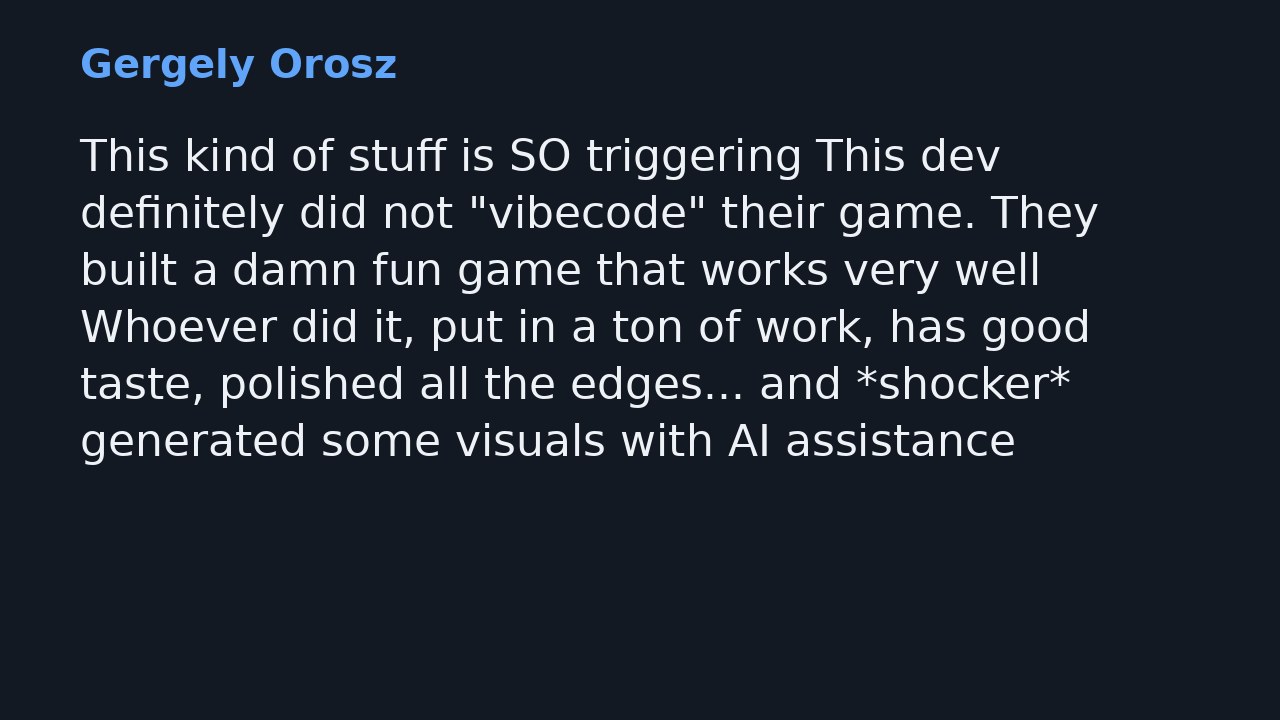 Gergely Orosz
This kind of stuff is SO triggering This dev
definitely did not "vibecode" their game. They
built a damn fun game that works very well
Whoever did it, put in a ton of work, has good
taste, polished all the edges... and *shocker*
generated some visuals with AI assistance